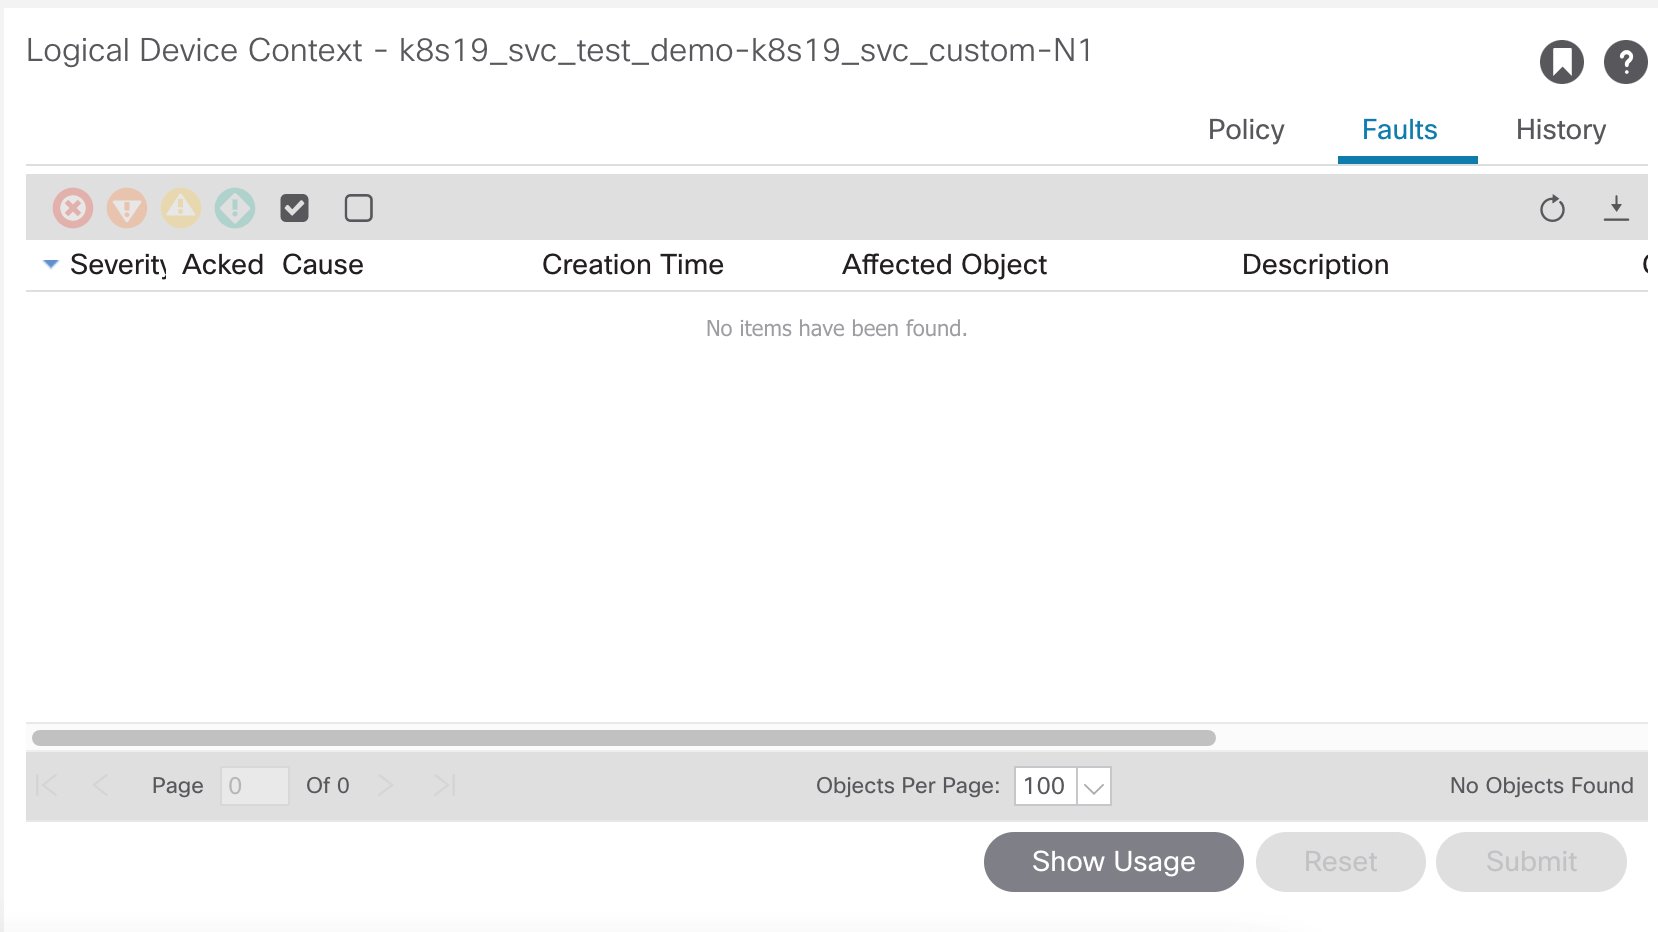 Logical Device Context - k8s19_svc_test_demo-k8s19_svc_custom-N1
Policy Faults History
Severity Acked Cause Creation Time Affected Object Description
No items have been found.
Page 0 Of 0 Objects Per Page: 100 No Objects Found
Show Usage Reset Submit